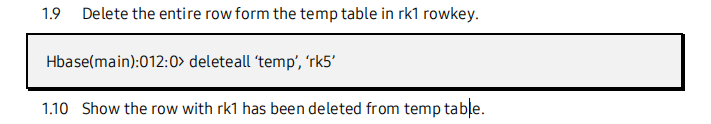 1.9 Delete the entire row form the temp table in rk1 rowkey.
Hbase(main):012:0> deleteall ‘temp’, ‘rk5’
1.10 Show the row with rk1 has been deleted from temp table.